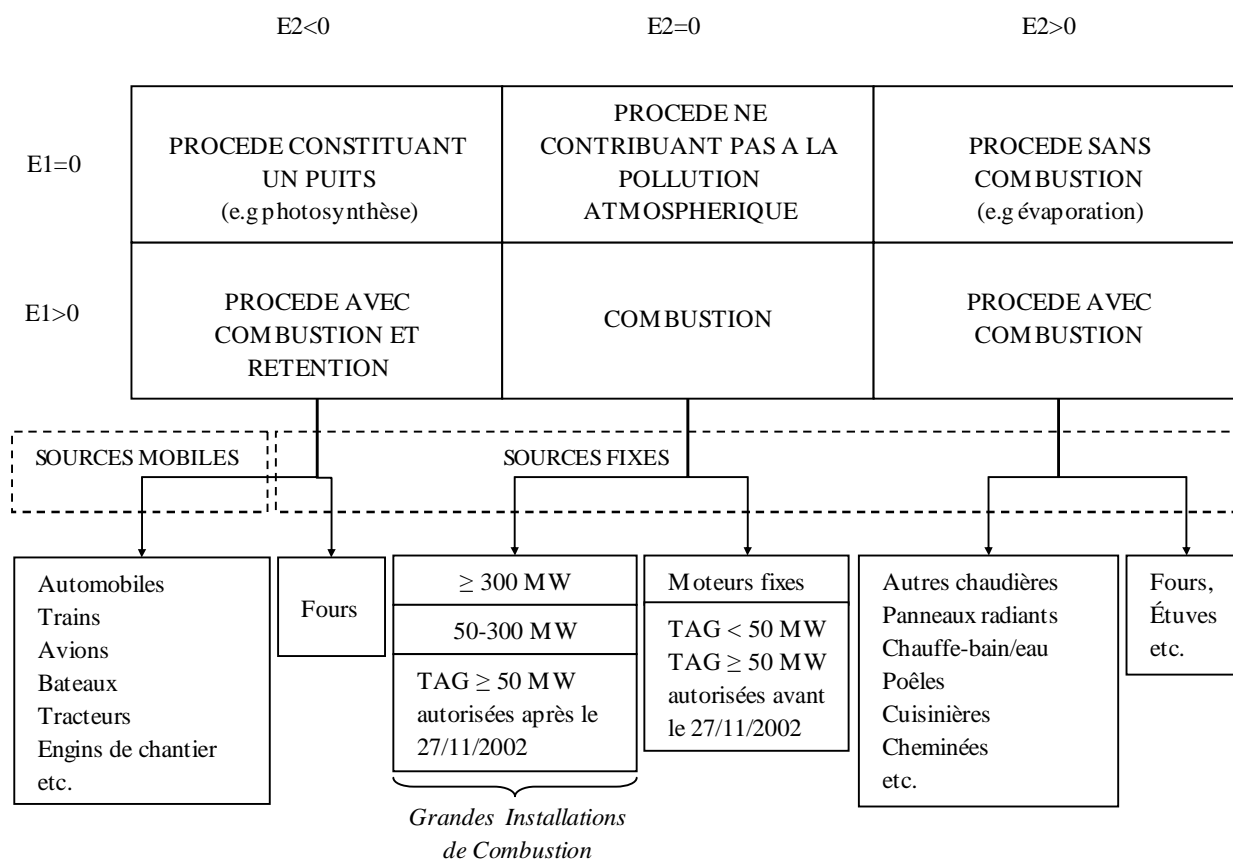 E2<0
E2=0
E2>0
E1=0
PROCEDE CONSTITUANT
UN PUITS
(e.g photosynthèse)
PROCEDE NE
CONTRIBUANT PAS A LA
POLLUTION
ATMOSPHERIQUE
PROCEDE SANS
COMBUSTION
(e.g évaporation)
E1>0
PROCEDE AVEC
COMBUSTION ET
RETENTION
COMBUSTION
PROCEDE AVEC
COMBUSTION
SOURCES MOBILES
SOURCES FIXES
Automobiles
Trains
Avions
Bateaux
Tracteurs
Engins de chantier
etc.
Fours
≥ 300 MW
50-300 MW
TAG ≥ 50 MW
autorisées après le
27/11/2002
Grandes Installations
de Combustion
Moteurs fixes
TAG < 50 MW
TAG ≥ 50 MW
autorisées avant
le 27/11/2002
Autres chaudières
Panneaux radiants
Chauffe-bain/eau
Poêles
Cuisinières
Cheminées
etc.
Fours,
Étuves
etc.